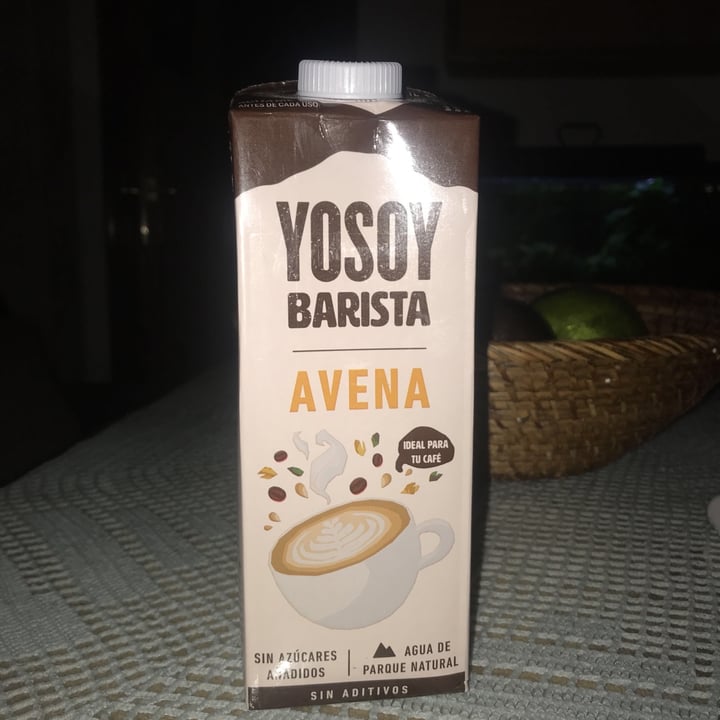 ANTES DE CADA USO
YOSOY
BARISTA
AVENA
IDEAL PARA
TU CAFÉ
SIN AZÚCARES
AÑADIDOS
AGUA DE
PARQUE NATURAL
SIN ADITIVOS